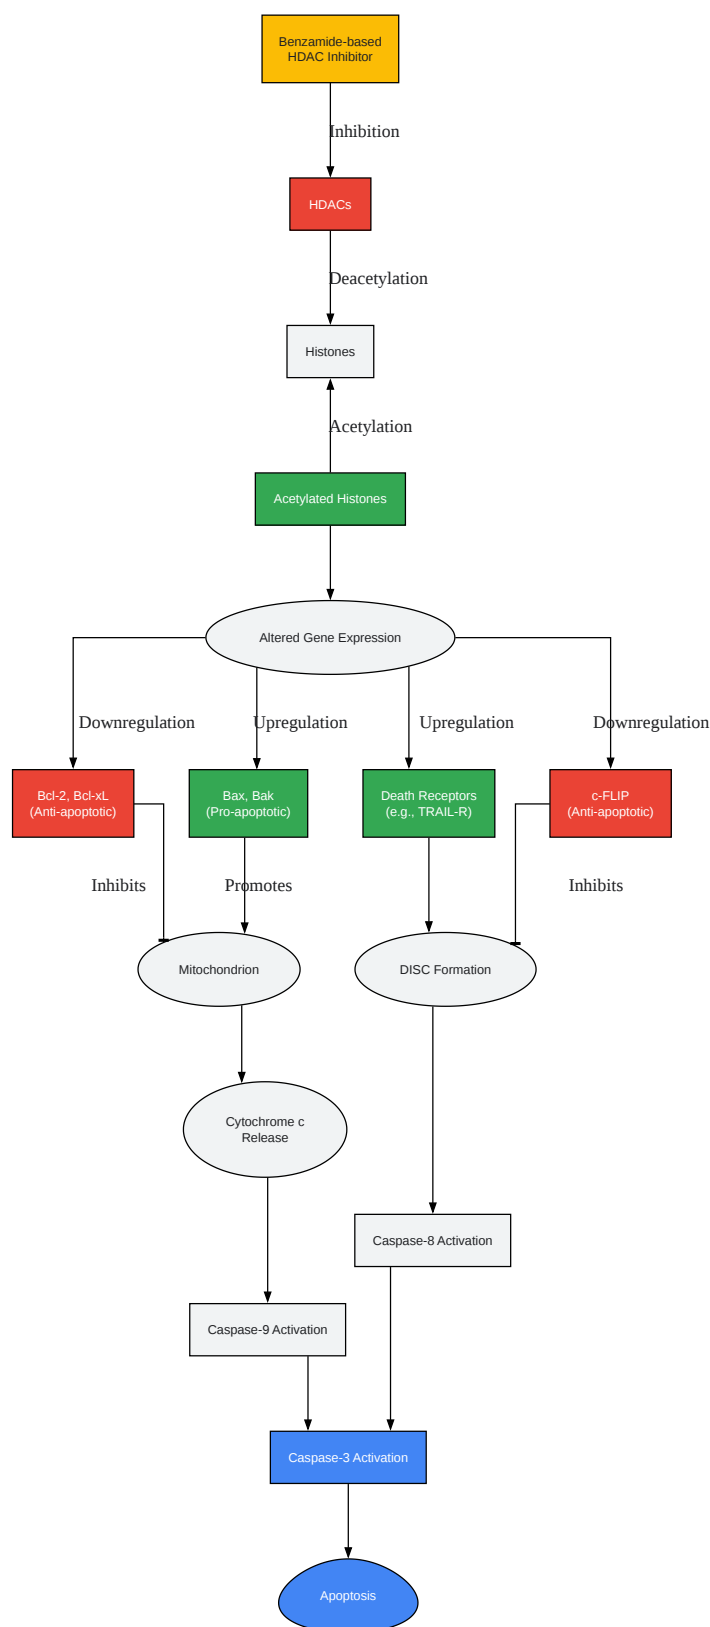 Benzamide-based
HDAC Inhibitor
Inhibition
HDACs
Deacetylation
Histones
Acetylation
Acetylated Histones
Altered Gene Expression
Downregulation
Upregulation
Upregulation
Downregulation
Bcl-2, Bcl-xL
(Anti-apoptotic)
Bax, Bak
(Pro-apoptotic)
Death Receptors
(e.g., TRAIL-R)
c-FLIP
(Anti-apoptotic)
Inhibits
Promotes
Inhibits
Mitochondrion
DISC Formation
Cytochrome c
Release
Caspase-8 Activation
Caspase-9 Activation
Caspase-3 Activation
Apoptosis